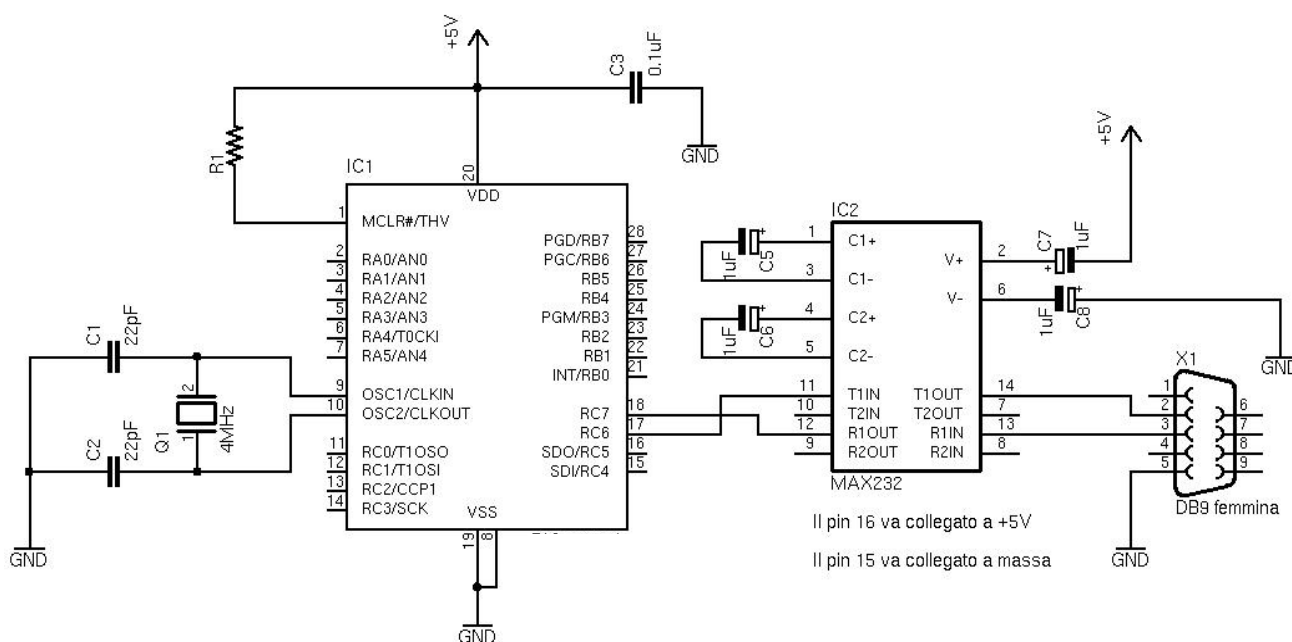 +5V
C3
0.1uF
GND
R1
IC1
20
VDD
1
MCLR#/THV
2
RA0/AN0
3
RA1/AN1
4
RA2/AN2
5
RA3/AN3
6
RA4/T0CKI
7
RA5/AN4
9
OSC1/CLKIN
10
OSC2/CLKOUT
11
RC0/T1OSO
12
RC1/T1OSI
13
RC2/CCP1
14
RC3/SCK
PGD/RB7
28
PGC/RB6
27
RB5
26
RB4
25
PGM/RB3
24
RB2
23
RB1
22
INT/RB0
21
RC7
18
RC6
17
SDO/RC5
16
SDI/RC4
15
VSS
19
8
GND
C1
22pF
C2
22pF
Q1
2
1
4MHz
GND
IC2
1
C1+
3
C1-
4
C2+
5
C2-
11
T1IN
10
T2IN
12
R1OUT
9
R2OUT
V+
2
V-
6
T1OUT
14
T2OUT
7
R1IN
13
R2IN
8
MAX232
1uF
+
C5
1uF
+
C6
C7
+
1uF
+5V
1uF
+
C8
GND
X1
1
2
3
4
5
6
7
8
9
DB9 femmina
GND
Il pin 16 va collegato a +5V
Il pin 15 va collegato a massa